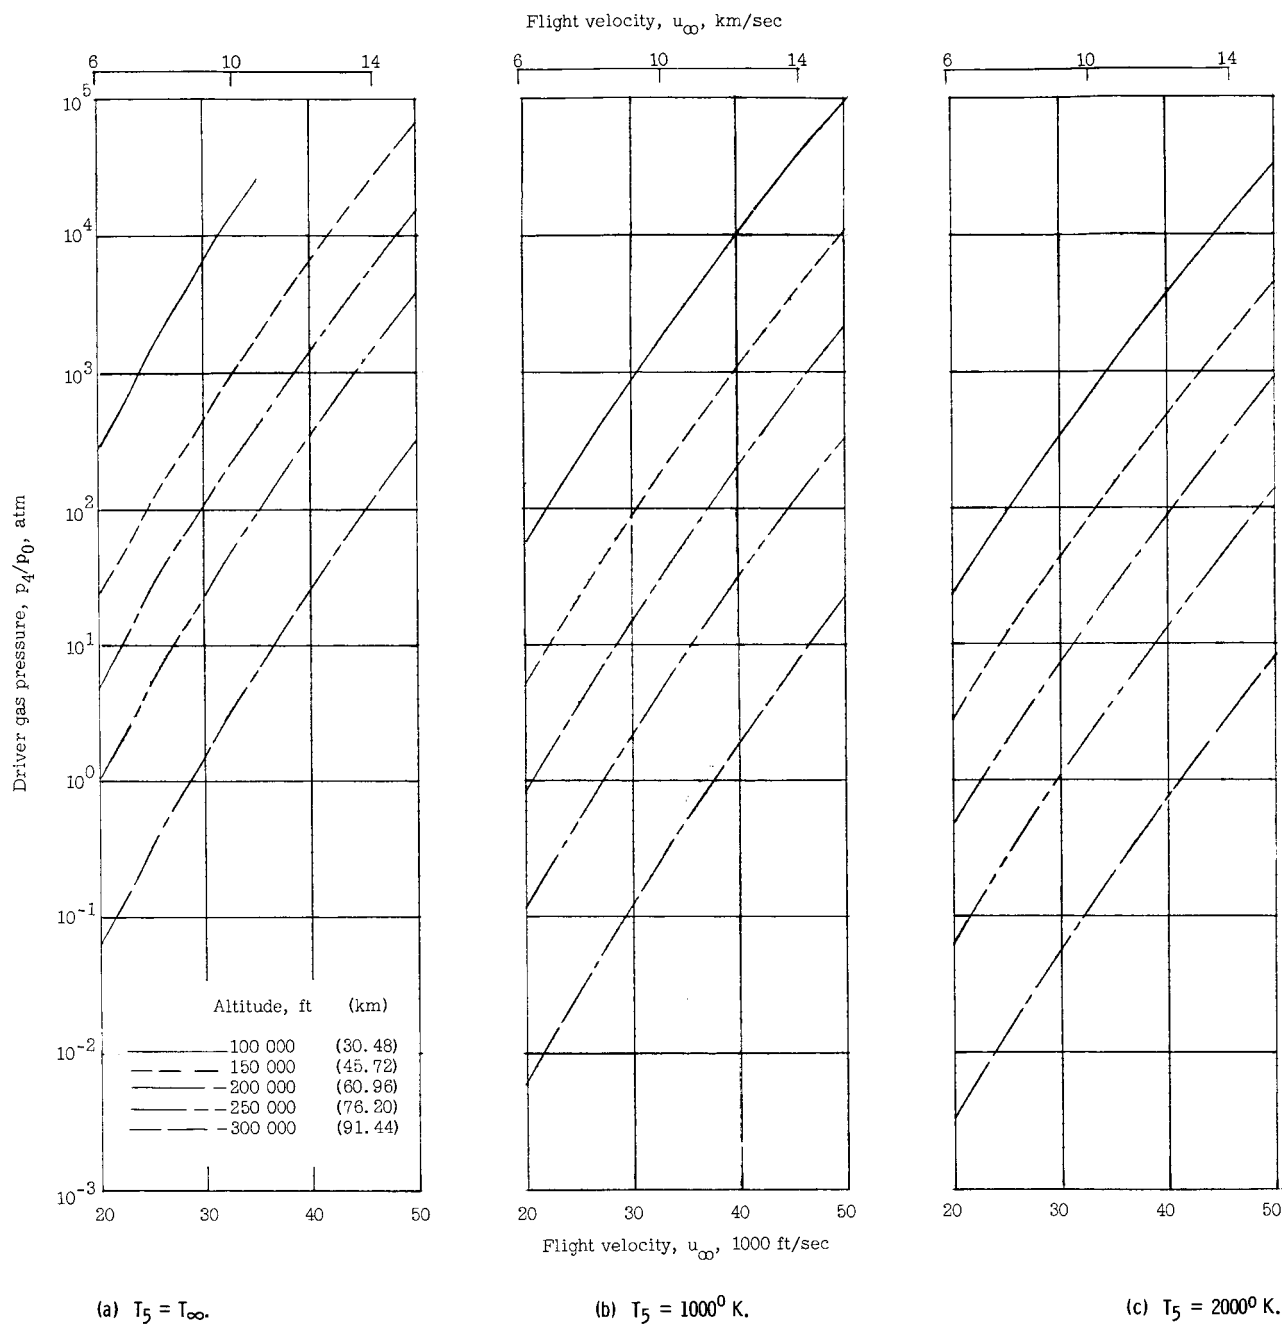 Flight velocity, u∞, km/sec
6 10 14
6 10 14
6 10 14
Driver gas pressure, p₄/p₀, atm
10⁵
10⁴
10³
10²
10¹
10⁰
10⁻¹
10⁻²
10⁻³
Altitude, ft (km)
100 000 (30.48)
150 000 (45.72)
200 000 (60.96)
250 000 (76.20)
300 000 (91.44)
20 30 40 50
20 30 40 50
20 30 40 50
Flight velocity, u∞, 1000 ft/sec
(a) T₅ = T∞.
(b) T₅ = 1000⁰ K.
(c) T₅ = 2000⁰ K.